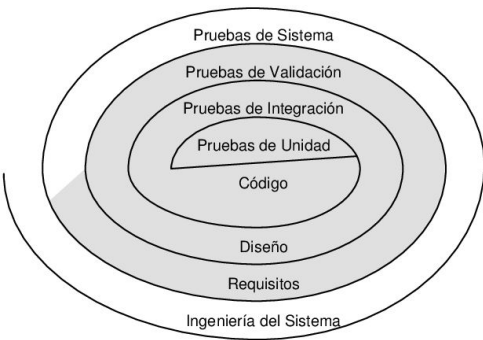 Pruebas de Sistema
Pruebas de Validación
Pruebas de Integración
Pruebas de Unidad
Código
Diseño
Requisitos
Ingeniería del Sistema